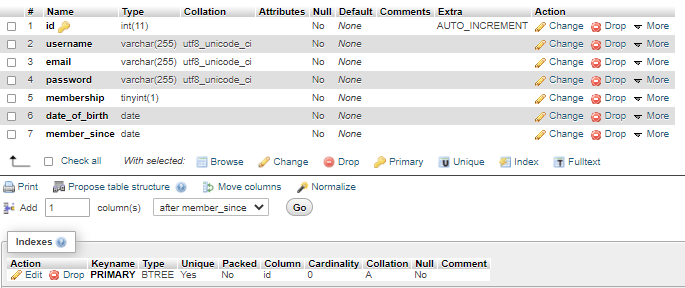 # Name Type Collation Attributes Null Default Comments Extra Action
1 id int(11) No None AUTO_INCREMENT Change Drop More
2 username varchar(255) utf8_unicode_ci No None Change Drop More
3 email varchar(255) utf8_unicode_ci No None Change Drop More
4 password varchar(255) utf8_unicode_ci No None Change Drop More
5 membership tinyint(1) No None Change Drop More
6 date_of_birth date No None Change Drop More
7 member_since date No None Change Drop More
Check all With selected: Browse Change Drop Primary Unique Index Fulltext
Print Propose table structure Move columns Normalize
Add 1 column(s) after member_since Go
Indexes
Action Keyname Type Unique Packed Column Cardinality Collation Null Comment
Edit Drop PRIMARY BTREE Yes No id 0 A No